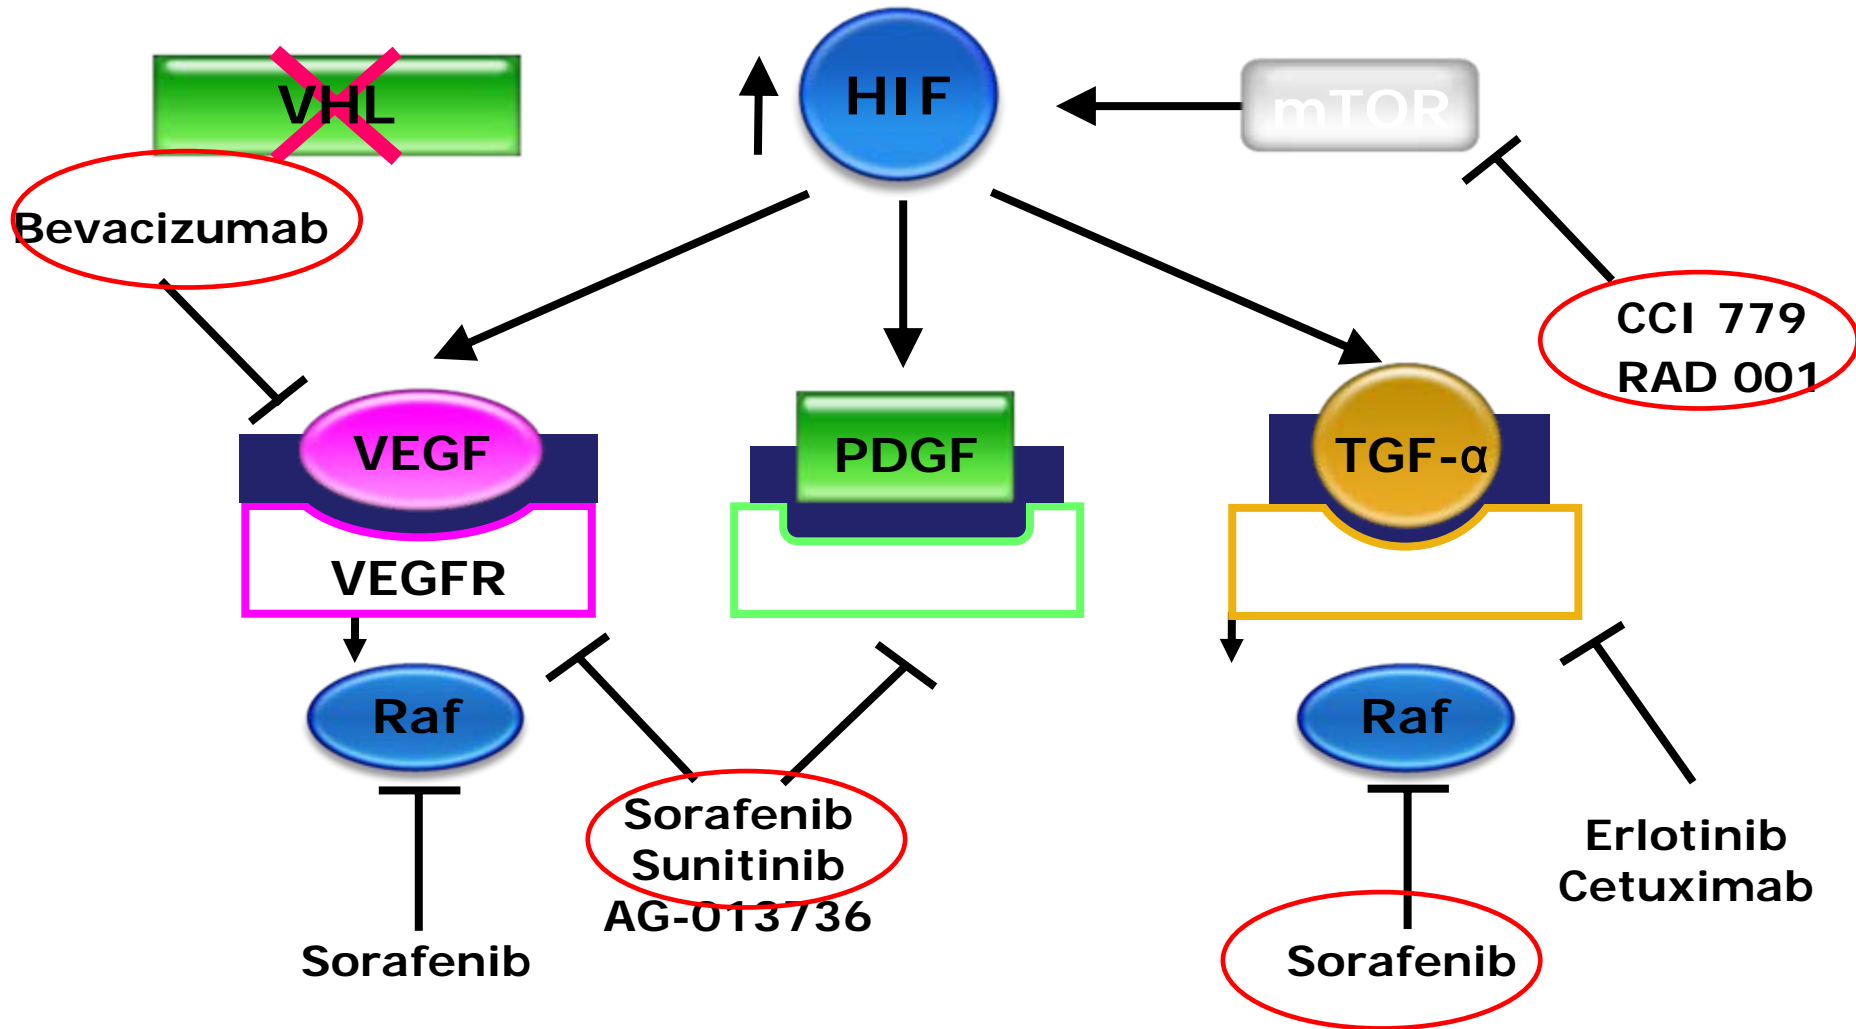 VHL
HIF
mTOR
Bevacizumab
CCI 779
RAD 001
VEGF
PDGF
TGF-α
VEGFR
Raf
Raf
Sorafenib
Sunitinib
AG-013736
Erlotinib
Cetuximab
Sorafenib
Sorafenib